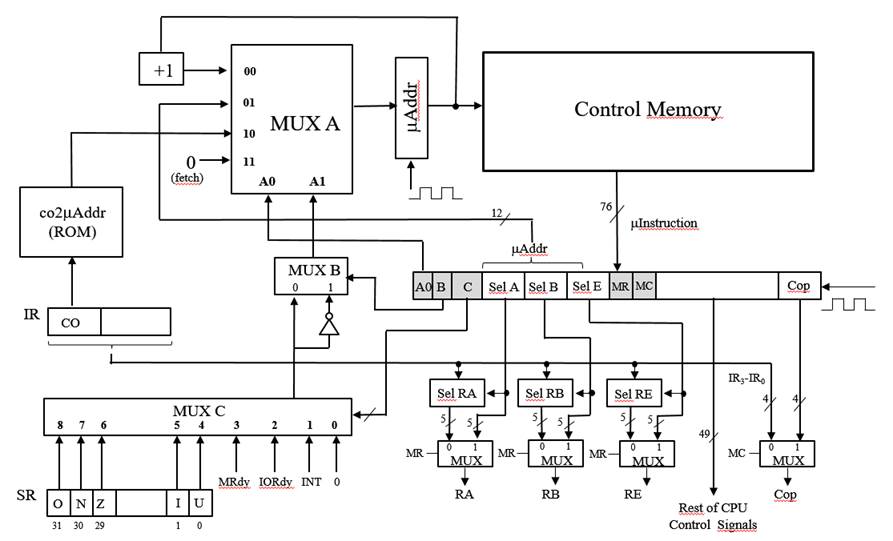 +1
00
01
10
11
MUX A
A0 A1
0
(fetch)
µAddr
Control Memory
co2µAddr
(ROM)
12
76
µInstruction
µAddr
MUX B
0 1
A0 B C Sel A Sel B Sel E MR MC Cop
IR
CO
IR3-IR0
Sel RA
Sel RB
Sel RE
MUX C
8 7 6 5 4 3 2 1 0
5 5 5 5 5 5
49
4 4
MR 0 1 MUX
MR 0 1 MUX
MR 0 1 MUX
MC 0 1 MUX
MRdy IORdy INT 0
SR
O N Z I U
31 30 29 1 0
RA
RB
RE
Cop
Rest of CPU
Control Signals